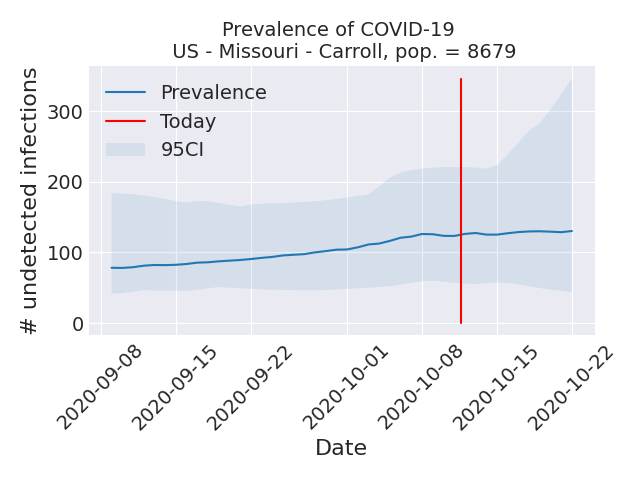 Prevalence of COVID-19
US - Missouri - Carroll, pop. = 8679
# undetected infections
300
200
100
0
Prevalence
Today
95CI
2020-09-08
2020-09-15
2020-09-22
2020-10-01
2020-10-08
2020-10-15
2020-10-22
Date